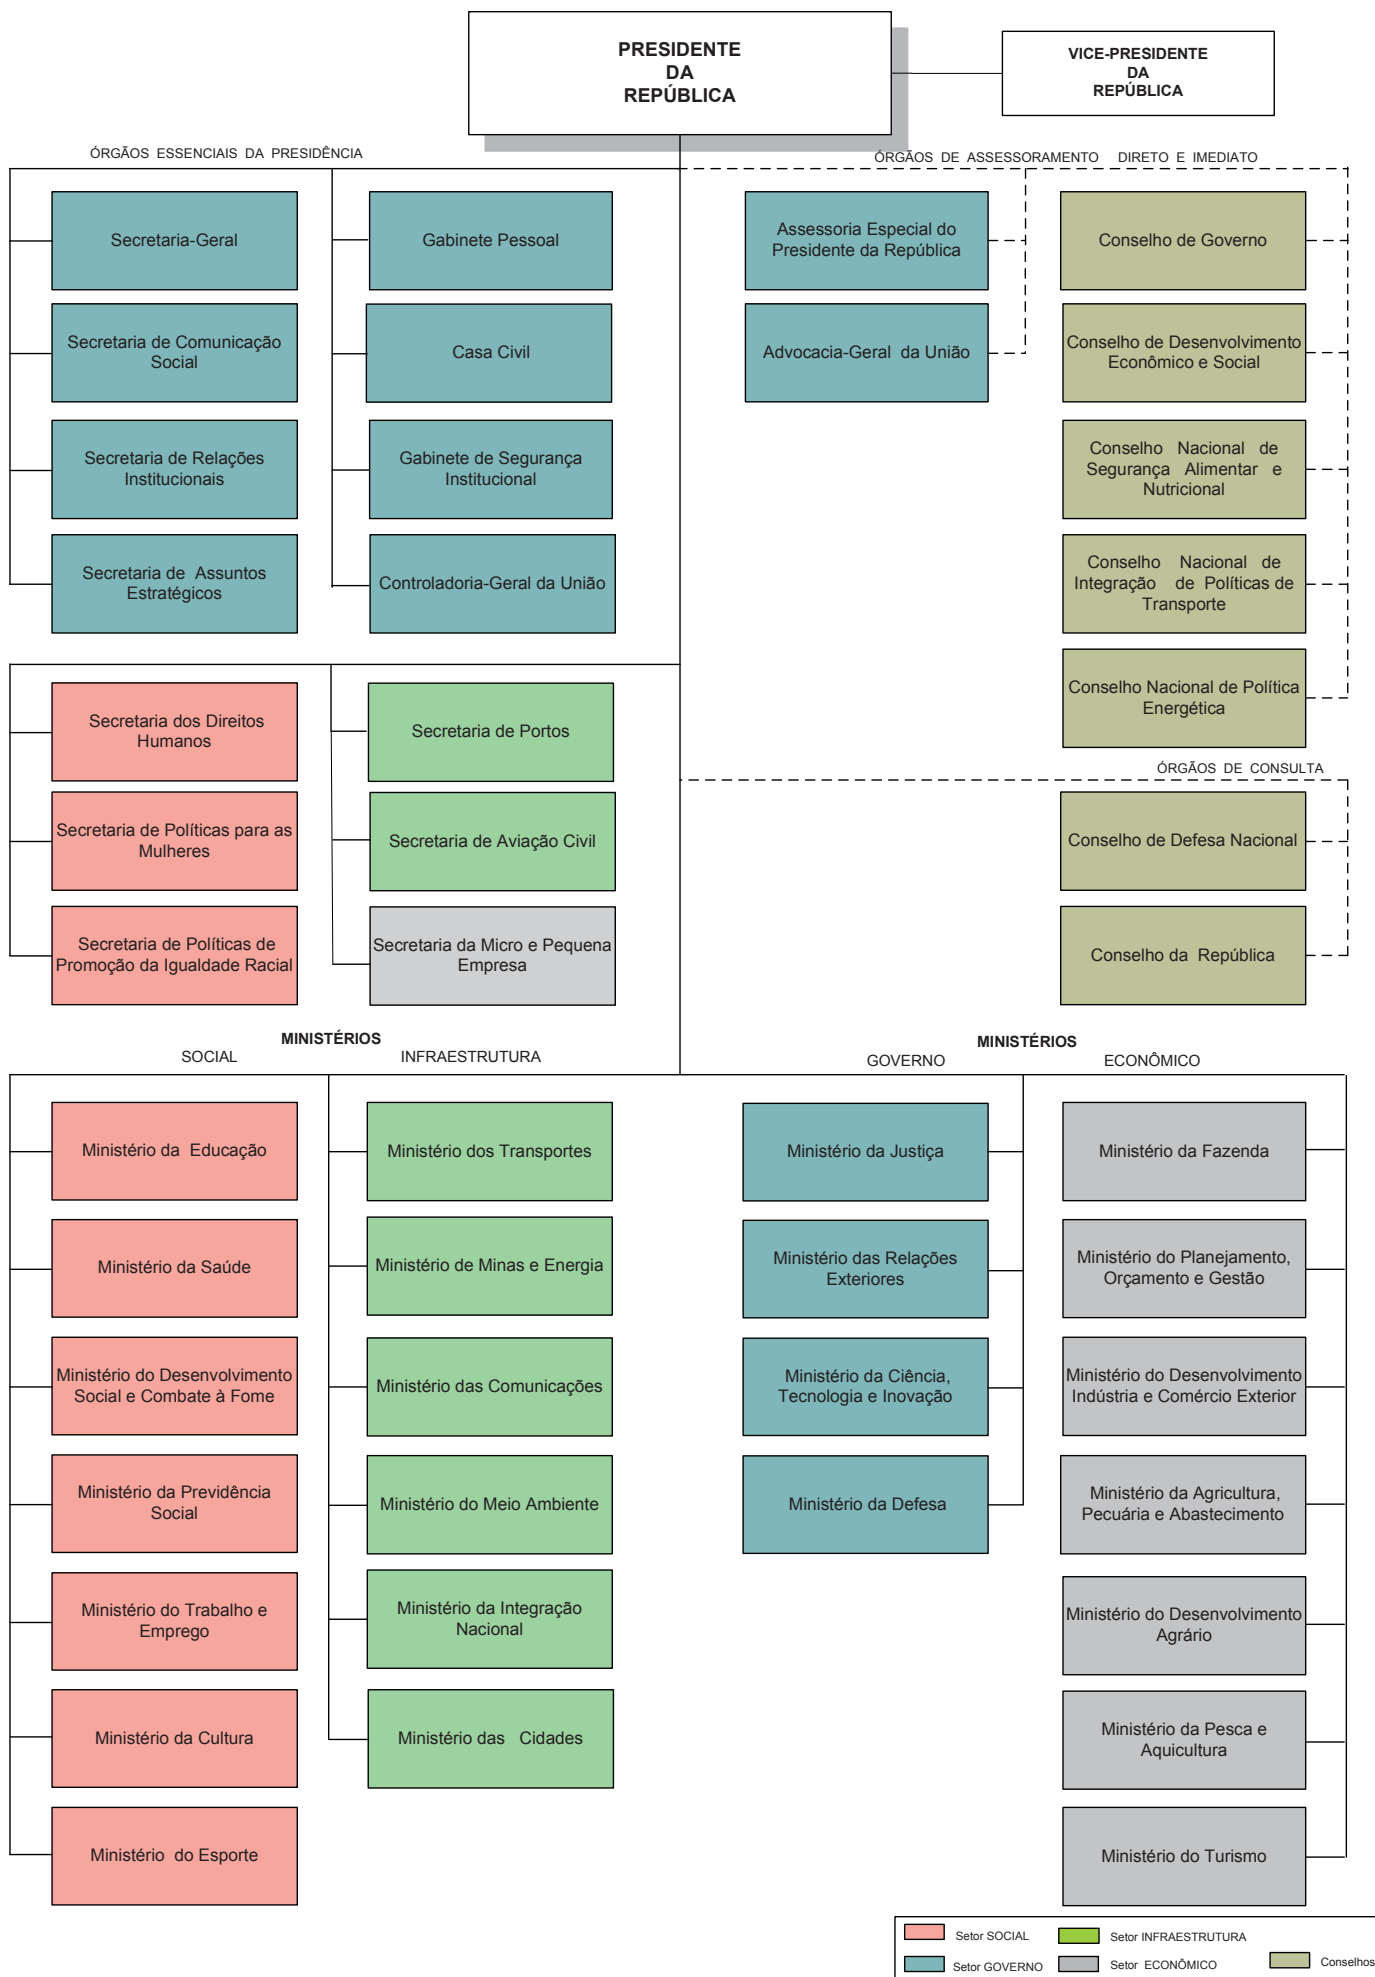 PRESIDENTE
DA
REPÚBLICA
VICE-PRESIDENTE
DA
REPÚBLICA
ÓRGÃOS ESSENCIAIS DA PRESIDÊNCIA
Secretaria-Geral
Gabinete Pessoal
Secretaria de Comunicação
Social
Casa Civil
Secretaria de Relações
Institucionais
Gabinete de Segurança
Institucional
Secretaria de Assuntos
Estratégicos
Controladoria-Geral da União
ÓRGÃOS DE ASSESSORAMENTO DIRETO E IMEDIATO
Assessoria Especial do
Presidente da República
Advocacia-Geral da União
Conselho de Governo
Conselho de Desenvolvimento
Econômico e Social
Conselho Nacional de
Segurança Alimentar e
Nutricional
Conselho Nacional de
Integração de Políticas de
Transporte
Conselho Nacional de Política
Energética
Secretaria dos Direitos
Humanos
Secretaria de Portos
Secretaria de Políticas para as
Mulheres
Secretaria de Aviação Civil
Secretaria de Políticas de
Promoção da Igualdade Racial
Secretaria da Micro e Pequena
Empresa
ÓRGÃOS DE CONSULTA
Conselho de Defesa Nacional
Conselho da República
MINISTÉRIOS
SOCIAL
INFRAESTRUTURA
Ministério da Educação
Ministério dos Transportes
Ministério da Saúde
Ministério de Minas e Energia
Ministério do Desenvolvimento
Social e Combate à Fome
Ministério das Comunicações
Ministério da Previdência
Social
Ministério do Meio Ambiente
Ministério do Trabalho e
Emprego
Ministério da Integração
Nacional
Ministério da Cultura
Ministério das Cidades
Ministério do Esporte
MINISTÉRIOS
GOVERNO
ECONÔMICO
Ministério da Justiça
Ministério da Fazenda
Ministério das Relações
Exteriores
Ministério do Planejamento,
Orçamento e Gestão
Ministério da Ciência,
Tecnologia e Inovação
Ministério do Desenvolvimento
Indústria e Comércio Exterior
Ministério da Defesa
Ministério da Agricultura,
Pecuária e Abastecimento
Ministério do Desenvolvimento
Agrário
Ministério da Pesca e
Aquicultura
Ministério do Turismo
Setor SOCIAL
Setor INFRAESTRUTURA
Setor GOVERNO
Setor ECONÔMICO
Conselhos